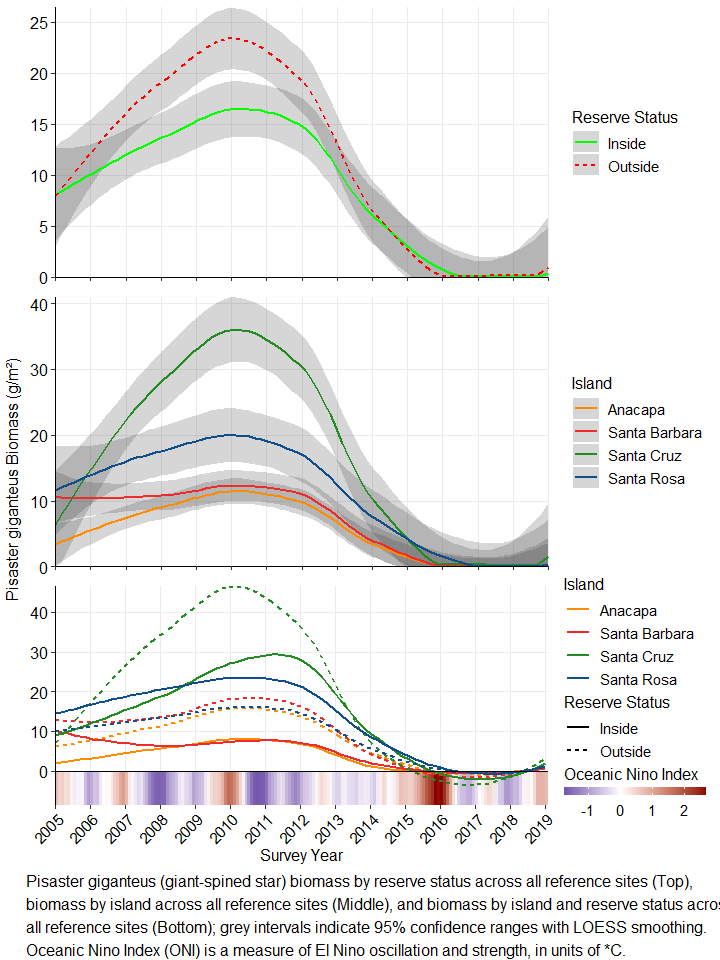 25
20
15
10
5
0
Reserve Status
Inside
Outside
Pisaster giganteus Biomass (g/m²)
40
30
20
10
0
Island
Anacapa
Santa Barbara
Santa Cruz
Santa Rosa
40
30
20
10
0
Island
Anacapa
Santa Barbara
Santa Cruz
Santa Rosa
Reserve Status
Inside
Outside
Oceanic Nino Index
-1 0 1 2
2005 2006 2007 2008 2009 2010 2011 2012 2013 2014 2015 2016 2017 2018 2019
Survey Year
Pisaster giganteus (giant-spined star) biomass by reserve status across all reference sites (Top),
biomass by island across all reference sites (Middle), and biomass by island and reserve status acro
all reference sites (Bottom); grey intervals indicate 95% confidence ranges with LOESS smoothing.
Oceanic Nino Index (ONI) is a measure of El Nino oscillation and strength, in units of *C.